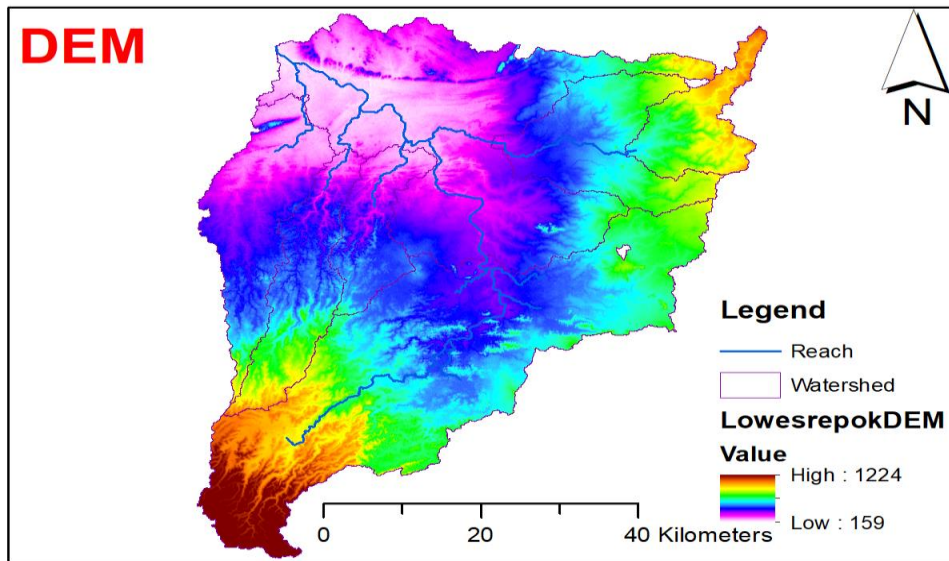 DEM
N
Legend
Reach
Watershed
LowesrepokDEM
Value
High : 1224
Low : 159
0 20 40 Kilometers